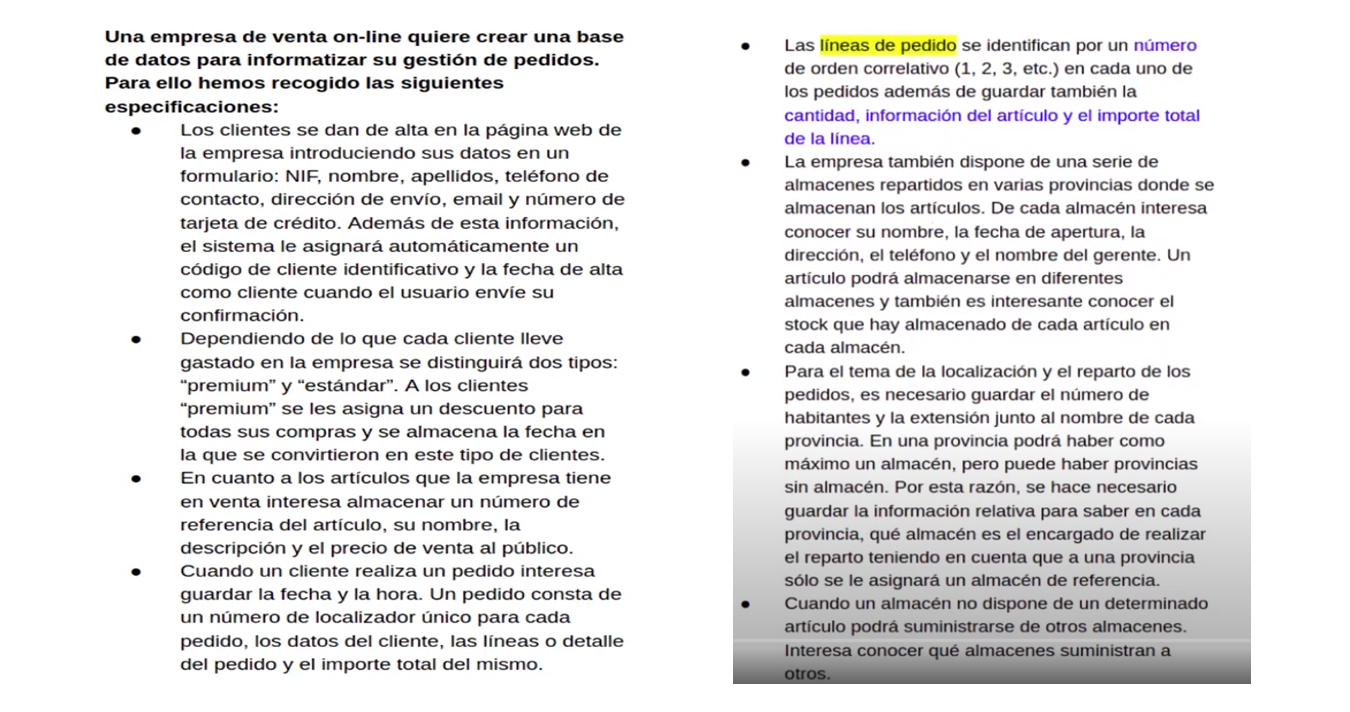 Una empresa de venta on-line quiere crear una base
de datos para informatizar su gestión de pedidos.
Para ello hemos recogido las siguientes
especificaciones:
● Los clientes se dan de alta en la página web de
la empresa introduciendo sus datos en un
formulario: NIF, nombre, apellidos, teléfono de
contacto, dirección de envío, email y número de
tarjeta de crédito. Además de esta información,
el sistema le asignará automáticamente un
código de cliente identificativo y la fecha de alta
como cliente cuando el usuario envíe su
confirmación.
● Dependiendo de lo que cada cliente lleve
gastado en la empresa se distinguirá dos tipos:
“premium” y “estándar”. A los clientes
“premium” se les asigna un descuento para
todas sus compras y se almacena la fecha en
la que se convirtieron en este tipo de clientes.
● En cuanto a los artículos que la empresa tiene
en venta interesa almacenar un número de
referencia del artículo, su nombre, la
descripción y el precio de venta al público.
● Cuando un cliente realiza un pedido interesa
guardar la fecha y la hora. Un pedido consta de
un número de localizador único para cada
pedido, los datos del cliente, las líneas o detalle
del pedido y el importe total del mismo.
● Las líneas de pedido se identifican por un número
de orden correlativo (1, 2, 3, etc.) en cada uno de
los pedidos además de guardar también la
cantidad, información del artículo y el importe total
de la línea.
● La empresa también dispone de una serie de
almacenes repartidos en varias provincias donde se
almacenan los artículos. De cada almacén interesa
conocer su nombre, la fecha de apertura, la
dirección, el teléfono y el nombre del gerente. Un
artículo podrá almacenarse en diferentes
almacenes y también es interesante conocer el
stock que hay almacenado de cada artículo en
cada almacén.
● Para el tema de la localización y el reparto de los
pedidos, es necesario guardar el número de
habitantes y la extensión junto al nombre de cada
provincia. En una provincia podrá haber como
máximo un almacén, pero puede haber provincias
sin almacén. Por esta razón, se hace necesario
guardar la información relativa para saber en cada
provincia, qué almacén es el encargado de realizar
el reparto teniendo en cuenta que a una provincia
sólo se le asignará un almacén de referencia.
● Cuando un almacén no dispone de un determinado
artículo podrá suministrarse de otros almacenes.
Interesa conocer qué almacenes suministran a
otros.